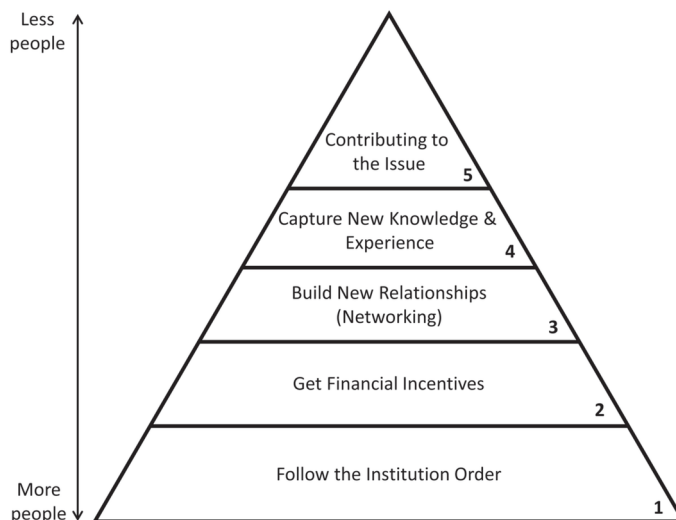 Less
people
Contributing to
the Issue
5
Capture New Knowledge &
Experience
4
Build New Relationships
(Networking)
3
Get Financial Incentives
2
Follow the Institution Order
1
More
people